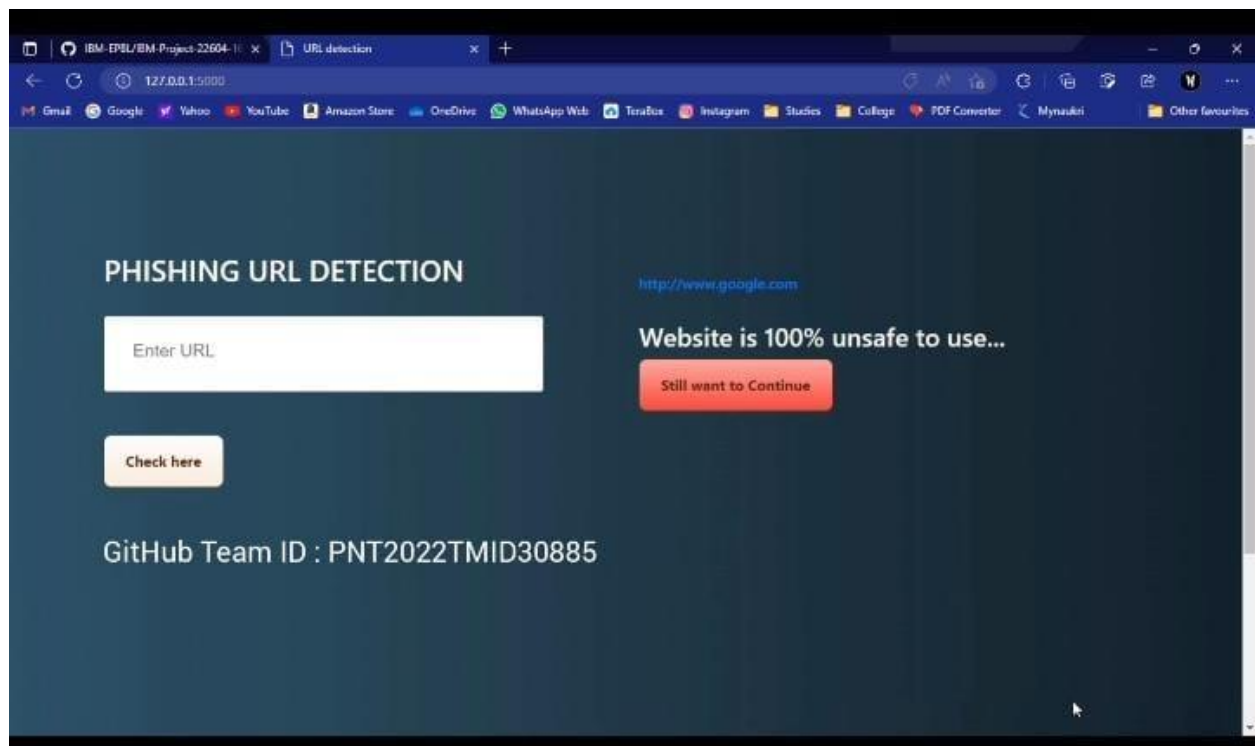 IBM-EPBL/IBM-Project-22604-16
URL detection
127.0.0.1:5000
Gmail Google Yahoo YouTube Amazon Store OneDrive WhatsApp Web TeraBox Instagram Studies College PDF Converter Mynaukri Other favourites
PHISHING URL DETECTION
http://www.google.com
Enter URL
Website is 100% unsafe to use...
Still want to Continue
Check here
GitHub Team ID : PNT2022TMID30885